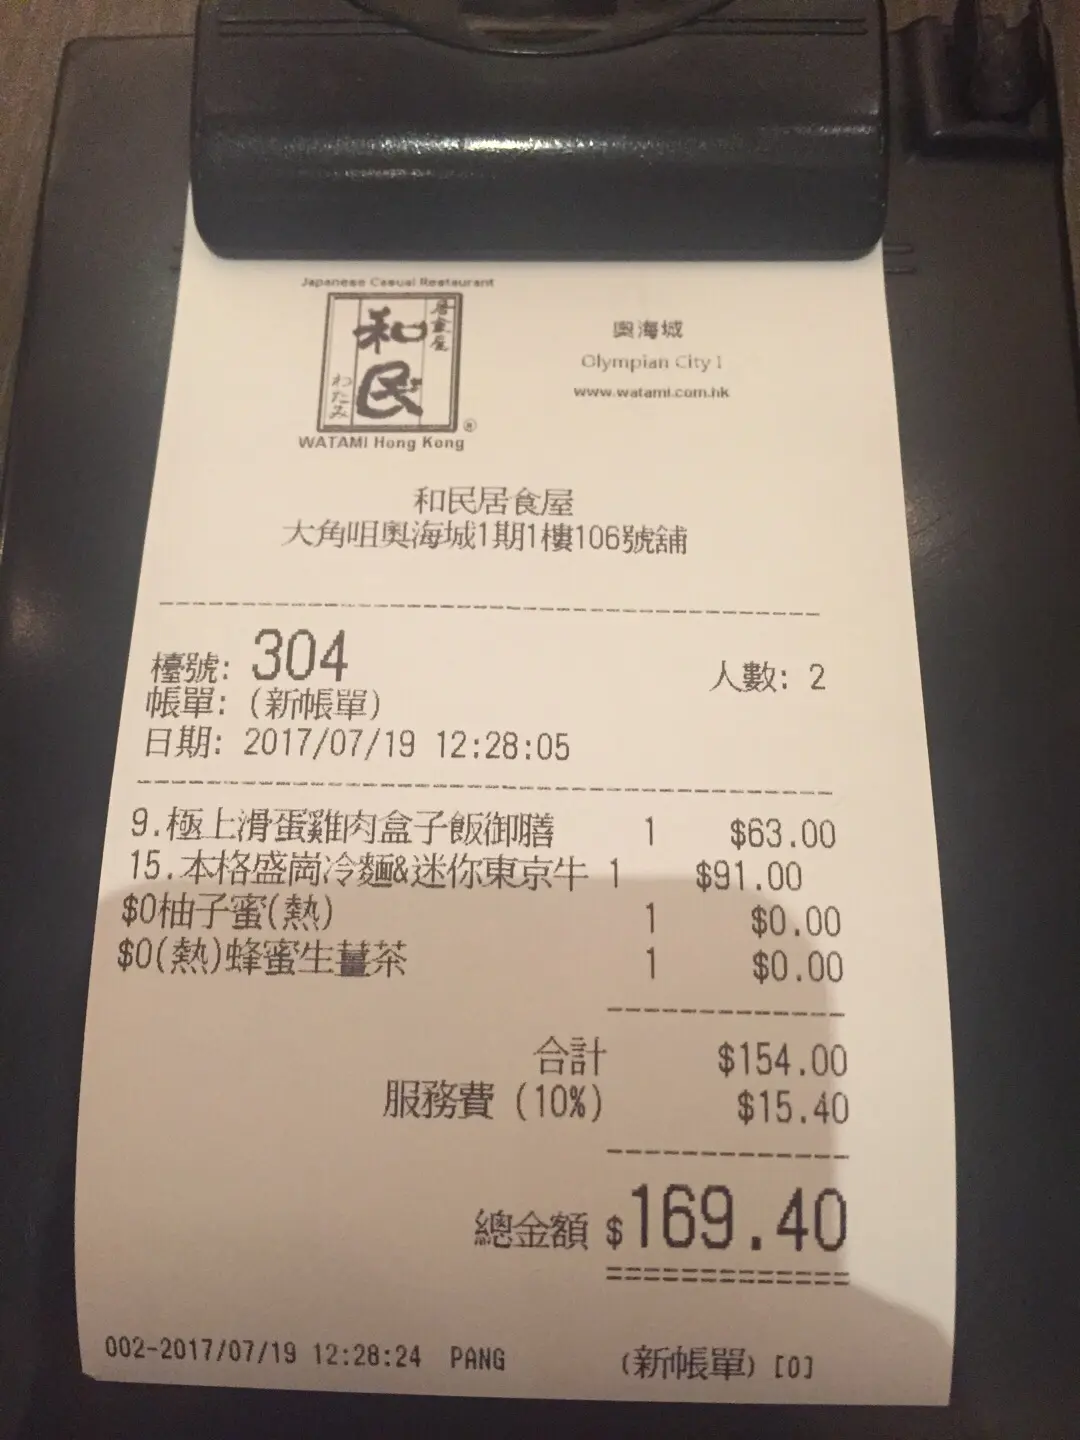 Japanese Casual Restaurant
居食屋
和民
わたみ
®
WATAMI Hong Kong
奧海城
Olympian City 1
www.watami.com.hk
和民居食屋
大角咀奧海城1期1樓106號舖
檯號: 304 人數: 2
帳單: (新帳單)
日期: 2017/07/19 12:28:05
9.極上滑蛋雞肉盒子飯御膳 1 $63.00
15.本格盛崗冷麵&迷你東京牛 1 $91.00
$0柚子蜜(熱) 1 $0.00
$0(熱)蜂蜜生薑茶 1 $0.00
合計 $154.00
服務費 (10%) $15.40
總金額 $169.40
002-2017/07/19 12:28:24 PANG (新帳單) [0]